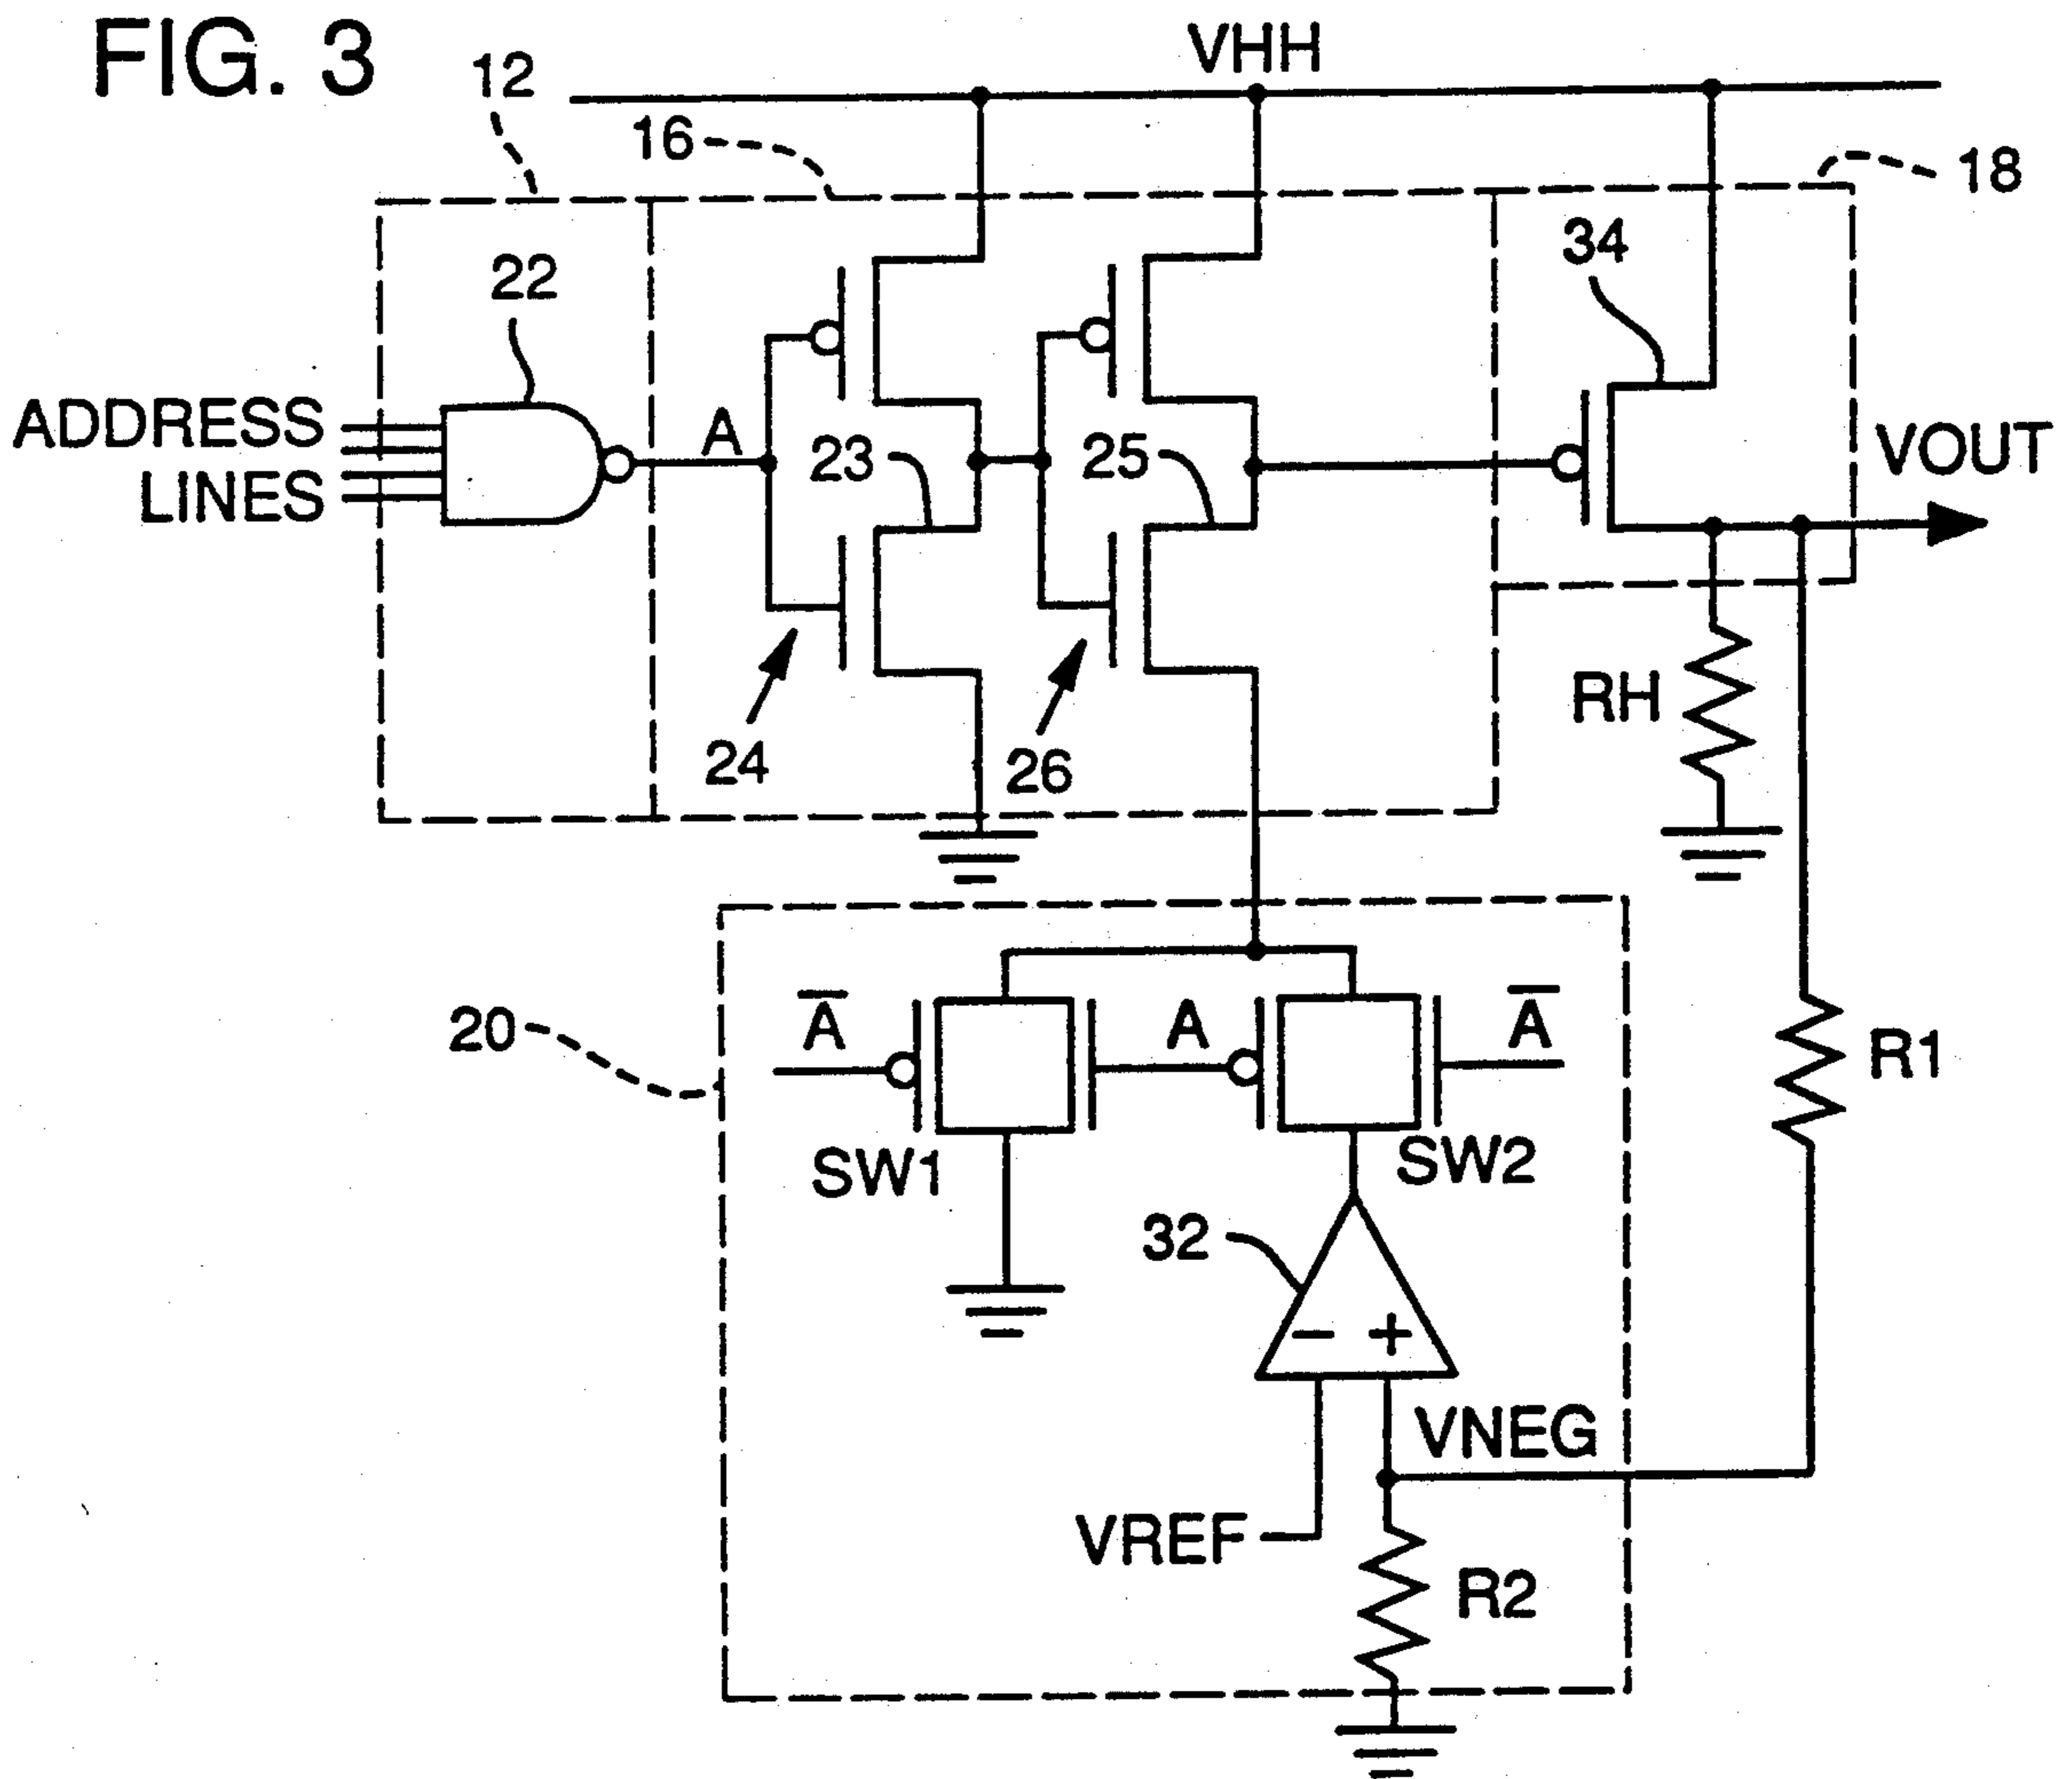 FIG. 3
VHH
12
16
18
34
22
ADDRESS
LINES
A
23
25
VOUT
24
26
RH
20
A
A
A
R1
SW1
SW2
32
− +
VNEG
VREF
R2